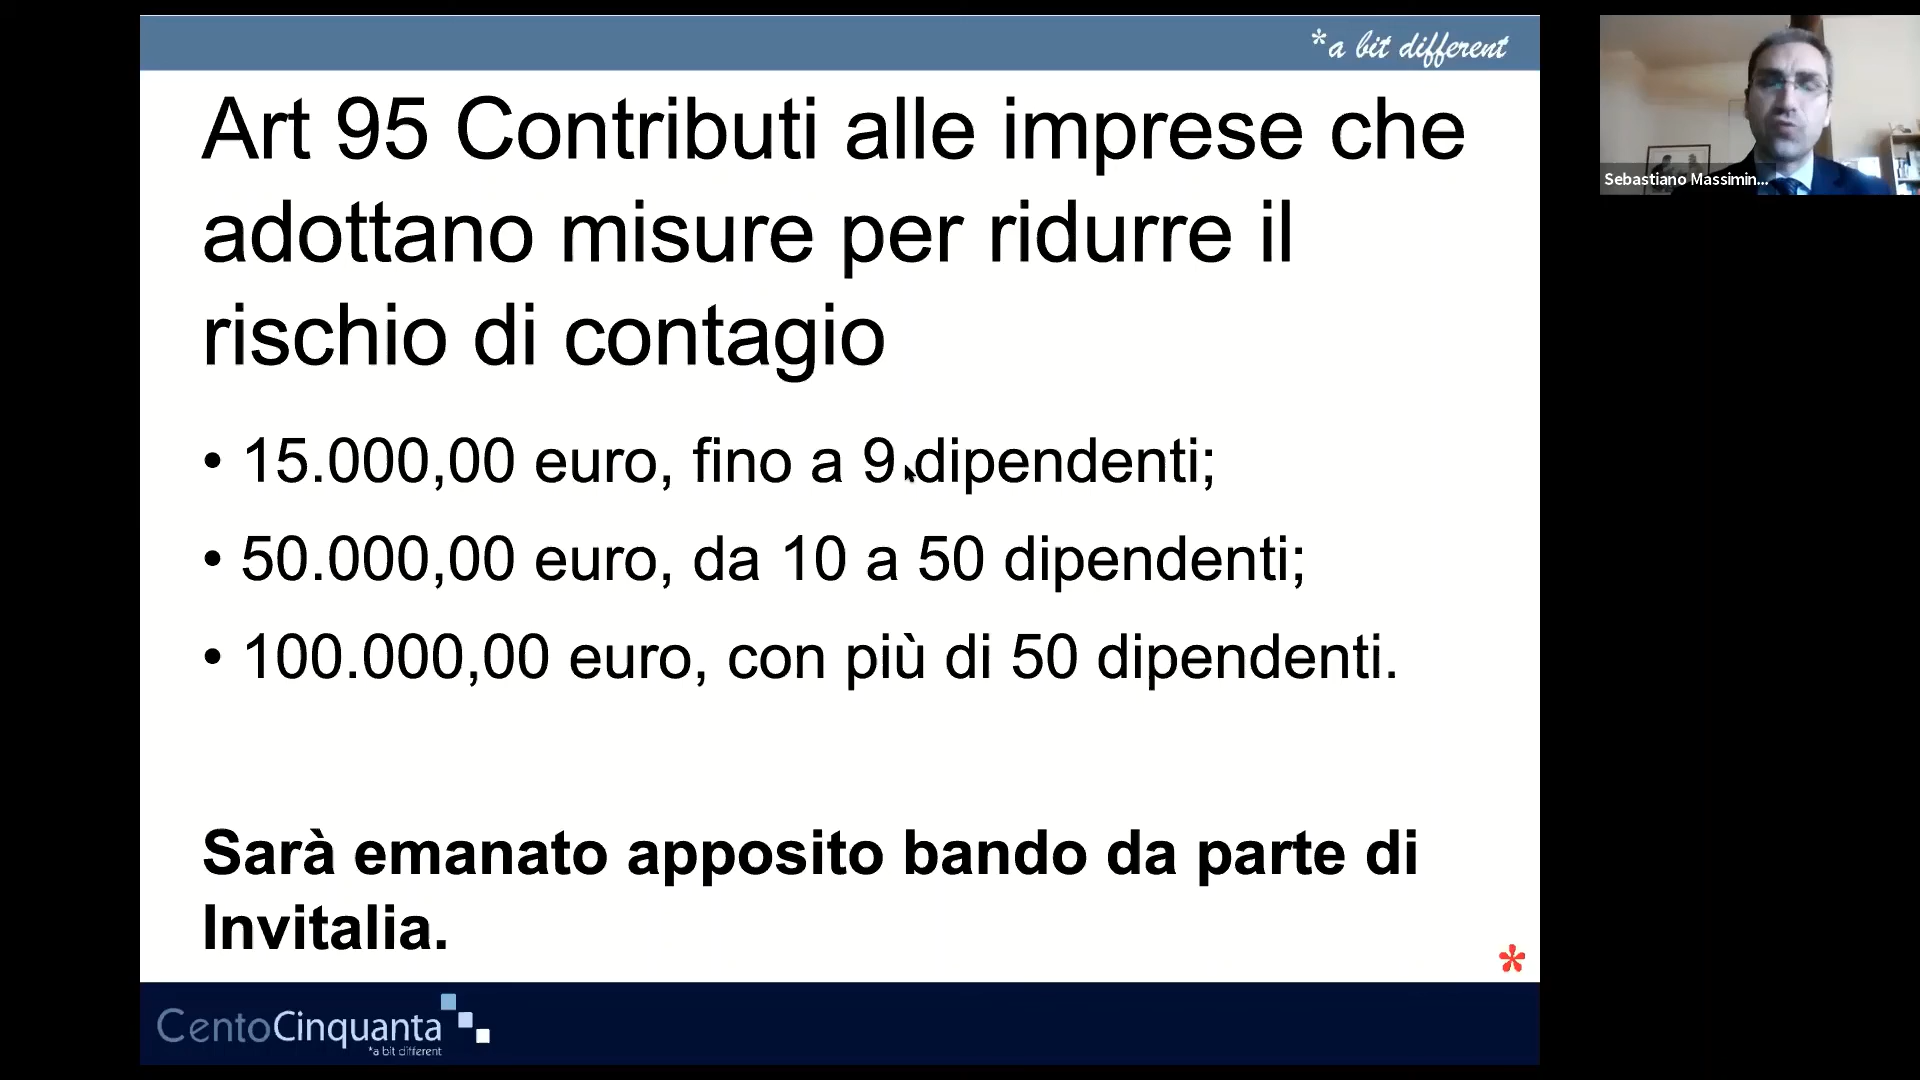 *a bit different
Art 95 Contributi alle imprese che
adottano misure per ridurre il
rischio di contagio
• 15.000,00 euro, fino a 9 dipendenti;
• 50.000,00 euro, da 10 a 50 dipendenti;
• 100.000,00 euro, con più di 50 dipendenti.
Sarà emanato apposito bando da parte di
Invitalia.
*
CentoCinquanta
*a bit different
Sebastiano Massimin...